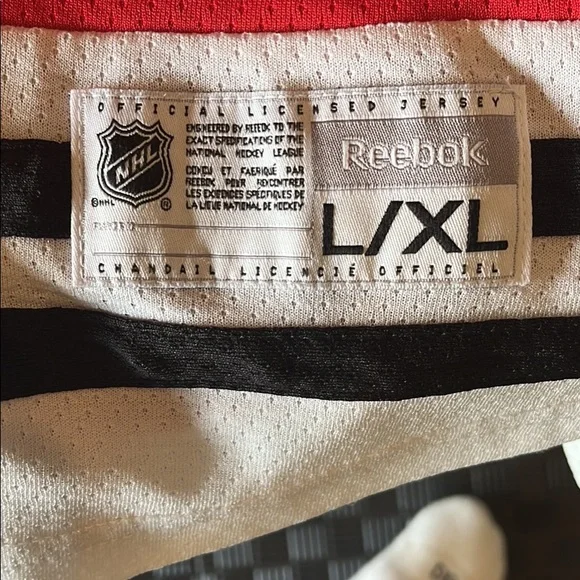 OFFICIAL LICENSED JERSEY
NHL
©NHL ®
ENGINEERED BY REEBOK TO THE
EXACT SPECIFICATIONS OF THE
NATIONAL HOCKEY LEAGUE
CONÇU ET FABRIQUÉ PAR
REEBOK POUR RENCONTRER
LES EXIGENCES SPÉCIFIQUES DE
LA LIGUE NATIONAL DE HOCKEY
Reebok
L/XL
CHANDAIL LICENCIÉ OFFICIEL